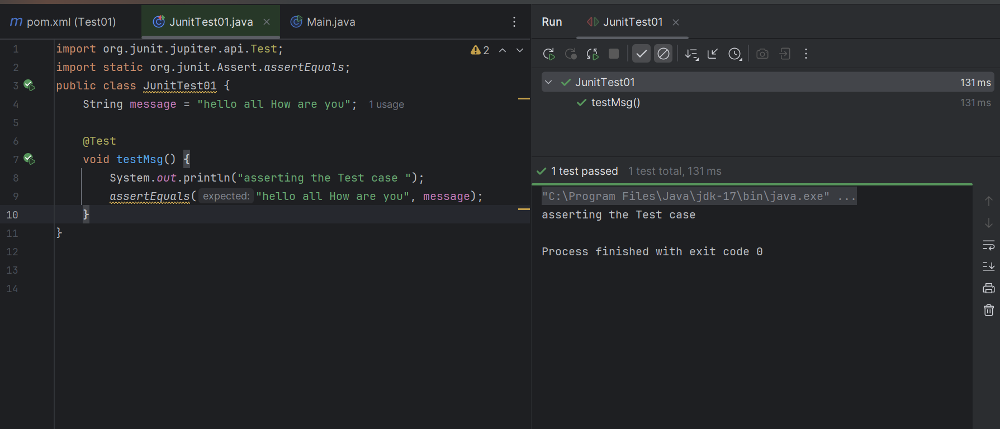 m pom.xml (Test01)
JunitTest01.java
Main.java
1 import org.junit.jupiter.api.Test;
2 import static org.junit.Assert.assertEquals;
3 public class JunitTest01 {
4 String message = "hello all How are you"; 1 usage
5
6 @Test
7 void testMsg() {
8 System.out.println("asserting the Test case ");
9 assertEquals( expected: "hello all How are you", message);
10 }
11 }
12
13
14
2
Run
JunitTest01
JunitTest01 131 ms
testMsg() 131 ms
1 test passed 1 test total, 131 ms
"C:\Program Files\Java\jdk-17\bin\java.exe" ...
asserting the Test case
Process finished with exit code 0